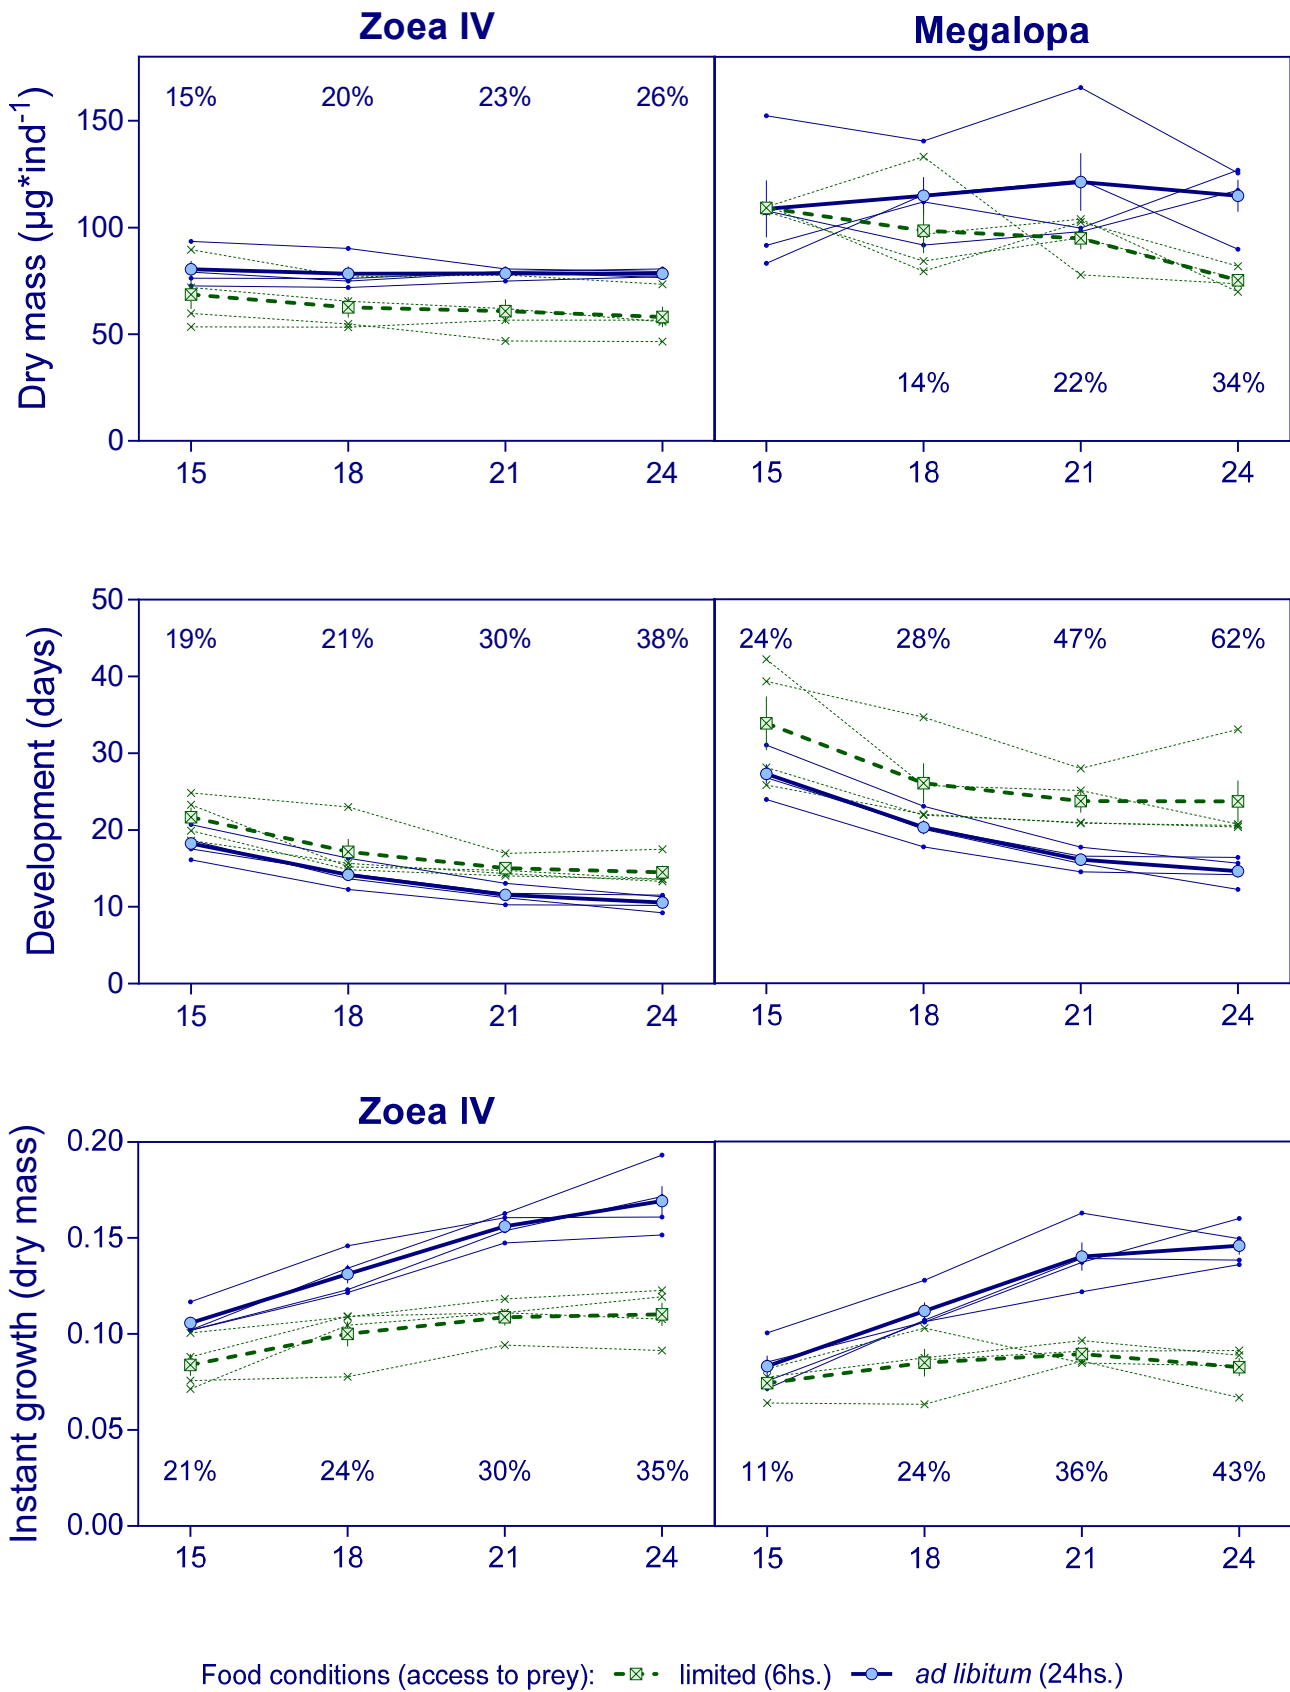 Zoea IV
Megalopa
Dry mass (µg*ind-1)
15% 20% 23% 26%
150
100
50
0
14% 22% 34%
15 18 21 24
15 18 21 24
Development (days)
50
40
30
20
10
0
19% 21% 30% 38%
24% 28% 47% 62%
15 18 21 24
15 18 21 24
Zoea IV
Instant growth (dry mass)
0.20
0.15
0.10
0.05
0.00
21% 24% 30% 35%
11% 24% 36% 43%
15 18 21 24
15 18 21 24
Food conditions (access to prey): limited (6hs.) ad libitum (24hs.)